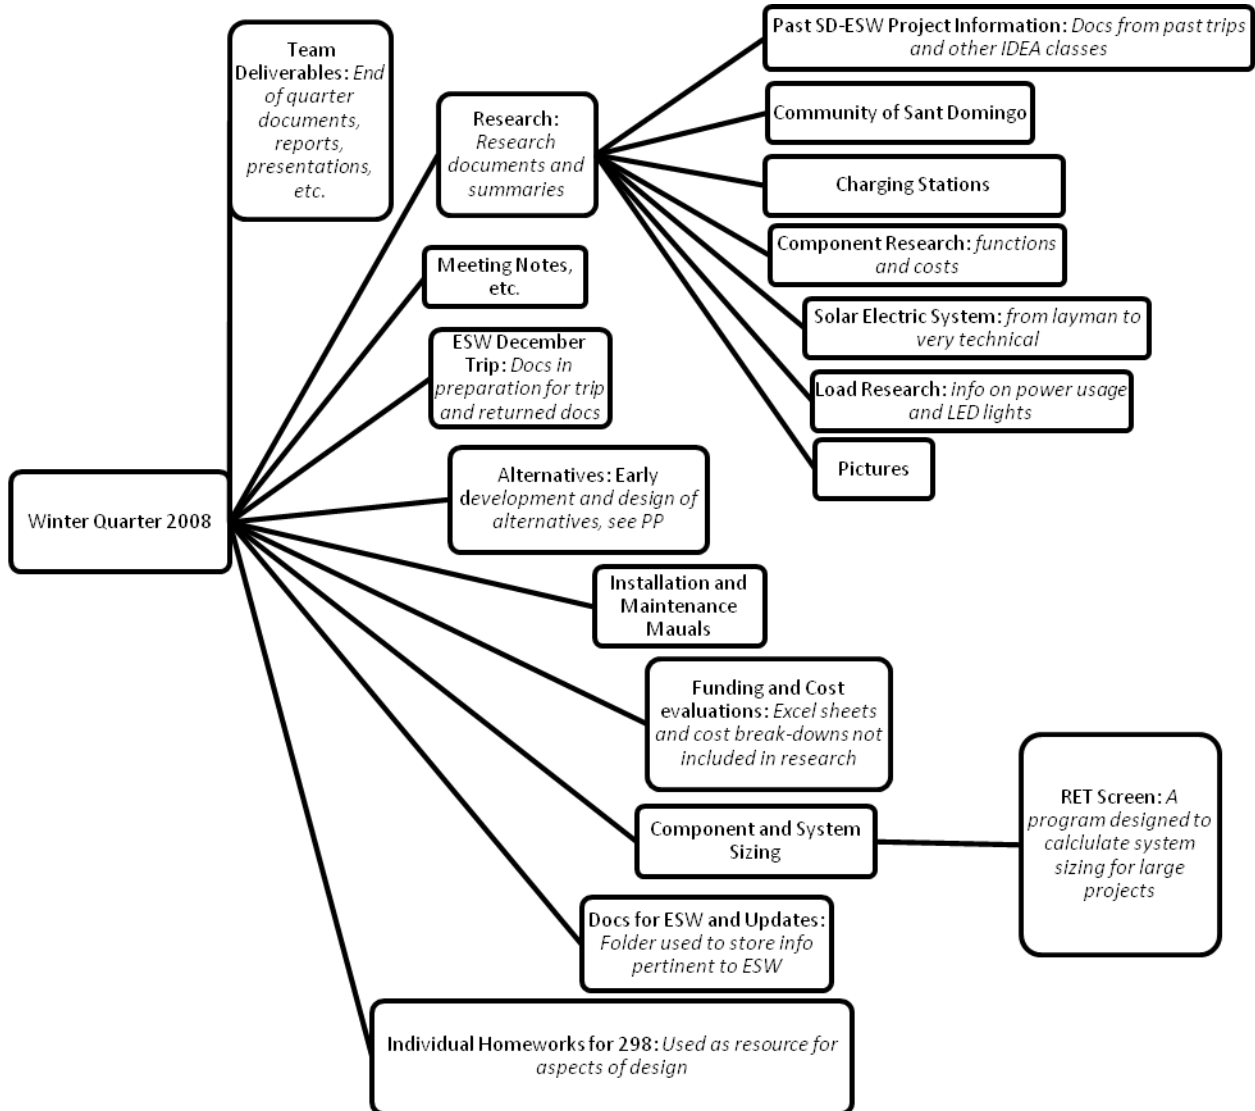 Team
Deliverables: End
of quarter
documents,
reports,
presentations,
etc.
Research:
Research
documents and
summaries
Past SD-ESW Project Information: Docs from past trips
and other IDEA classes
Community of Sant Domingo
Charging Stations
Component Research: functions
and costs
Solar Electric System: from layman to
very technical
Load Research: info on power usage
and LED lights
Pictures
Meeting Notes,
etc.
ESW December
Trip: Docs in
preparation for trip
and returned docs
Winter Quarter 2008
Alternatives: Early
development and design of
alternatives, see PP
Installation and
Maintenance
Mauals
Funding and Cost
evaluations: Excel sheets
and cost break-downs not
included in research
Component and System
Sizing
RET Screen: A
program designed to
calclulate system
sizing for large
projects
Docs for ESW and Updates:
Folder used to store info
pertinent to ESW
Individual Homeworks for 298: Used as resource for
aspects of design